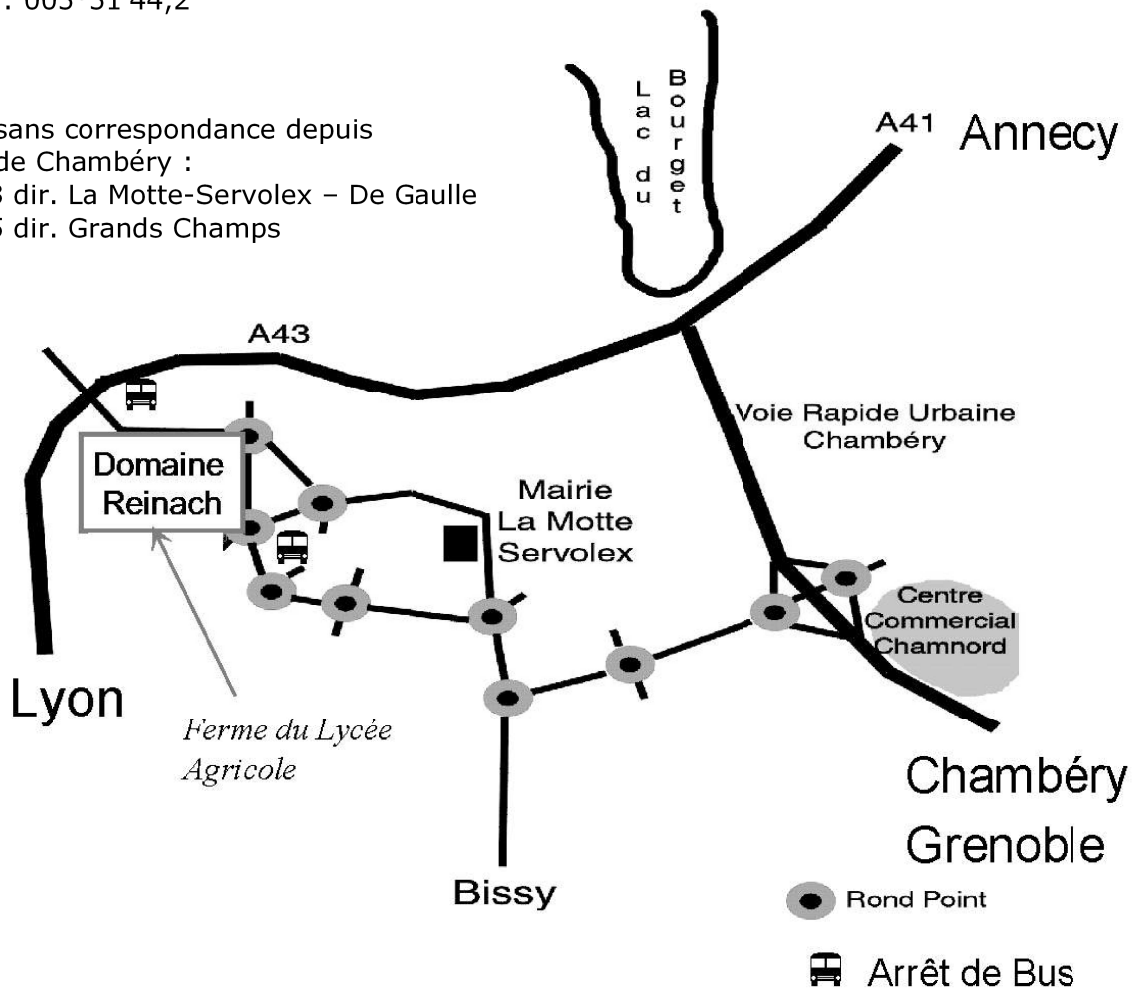 : 005°51'44,2
sans correspondance depuis
de Chambéry :
dir. La Motte-Servolex – De Gaulle
dir. Grands Champs
Lac du
Bourget
A41
Annecy
A43
Voie Rapide Urbaine
Chambéry
Domaine
Reinach
Mairie
La Motte
Servolex
Centre
Commercial
Chamnord
Lyon
Ferme du Lycée
Agricole
Chambéry
Grenoble
Bissy
Rond Point
Arrêt de Bus